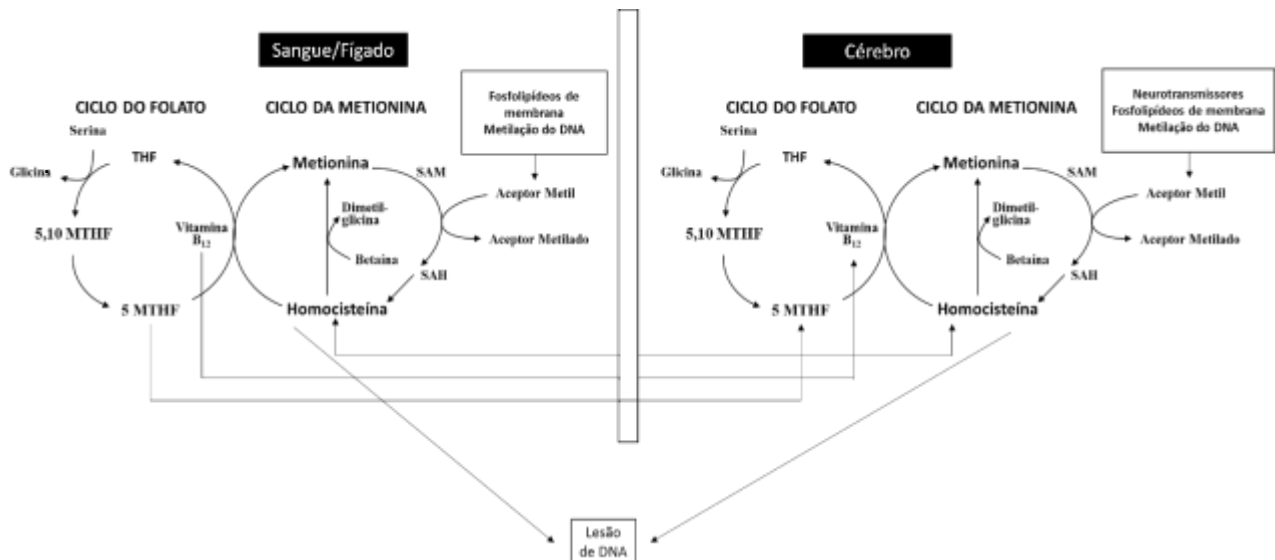 Sangue/Fígado
CICLO DO FOLATO
CICLO DA METIONINA
Fosfolipídeos de
membrana
Metilação do DNA
Serina
Glicina
THF
5,10 MTHF
5 MTHF
Vitamina
B12
Metionina
SAM
Dimetil-
glicina
Betaína
Aceptor Metil
Aceptor Metilado
SAH
Homocisteína
Cérebro
CICLO DO FOLATO
CICLO DA METIONINA
Neurotransmissores
Fosfolipídeos de membrana
Metilação do DNA
Serina
Glicina
THF
5,10 MTHF
5 MTHF
Vitamina
B12
Metionina
SAM
Dimetil-
glicina
Betaína
Aceptor Metil
Aceptor Metilado
SAH
Homocisteína
Lesão
de DNA